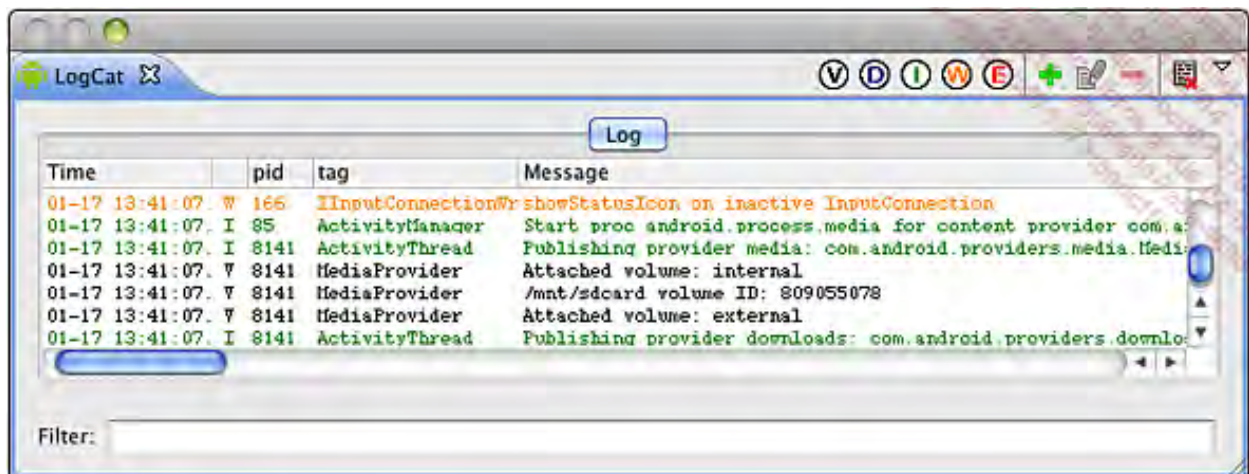 LogCat
V D I W E
Log
Time pid tag Message
01-17 13:41:07. W 166 IInputConnectionWr showStatusIcon on inactive InputConnection
01-17 13:41:07. I 85 ActivityManager Start proc android.process.media for content provider com.a
01-17 13:41:07. I 8141 ActivityThread Publishing provider media: com.android.providers.media.Medi
01-17 13:41:07. V 8141 MediaProvider Attached volume: internal
01-17 13:41:07. V 8141 MediaProvider /mnt/sdcard volume ID: 809055078
01-17 13:41:07. V 8141 MediaProvider Attached volume: external
01-17 13:41:07. I 8141 ActivityThread Publishing provider downloads: com.android.providers.downlo
Filter: